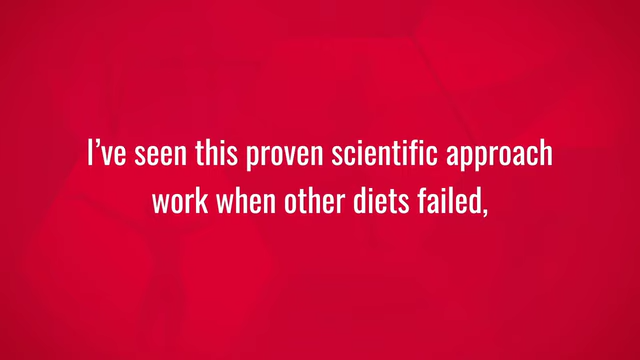 I’ve seen this proven scientific approach
work when other diets failed,